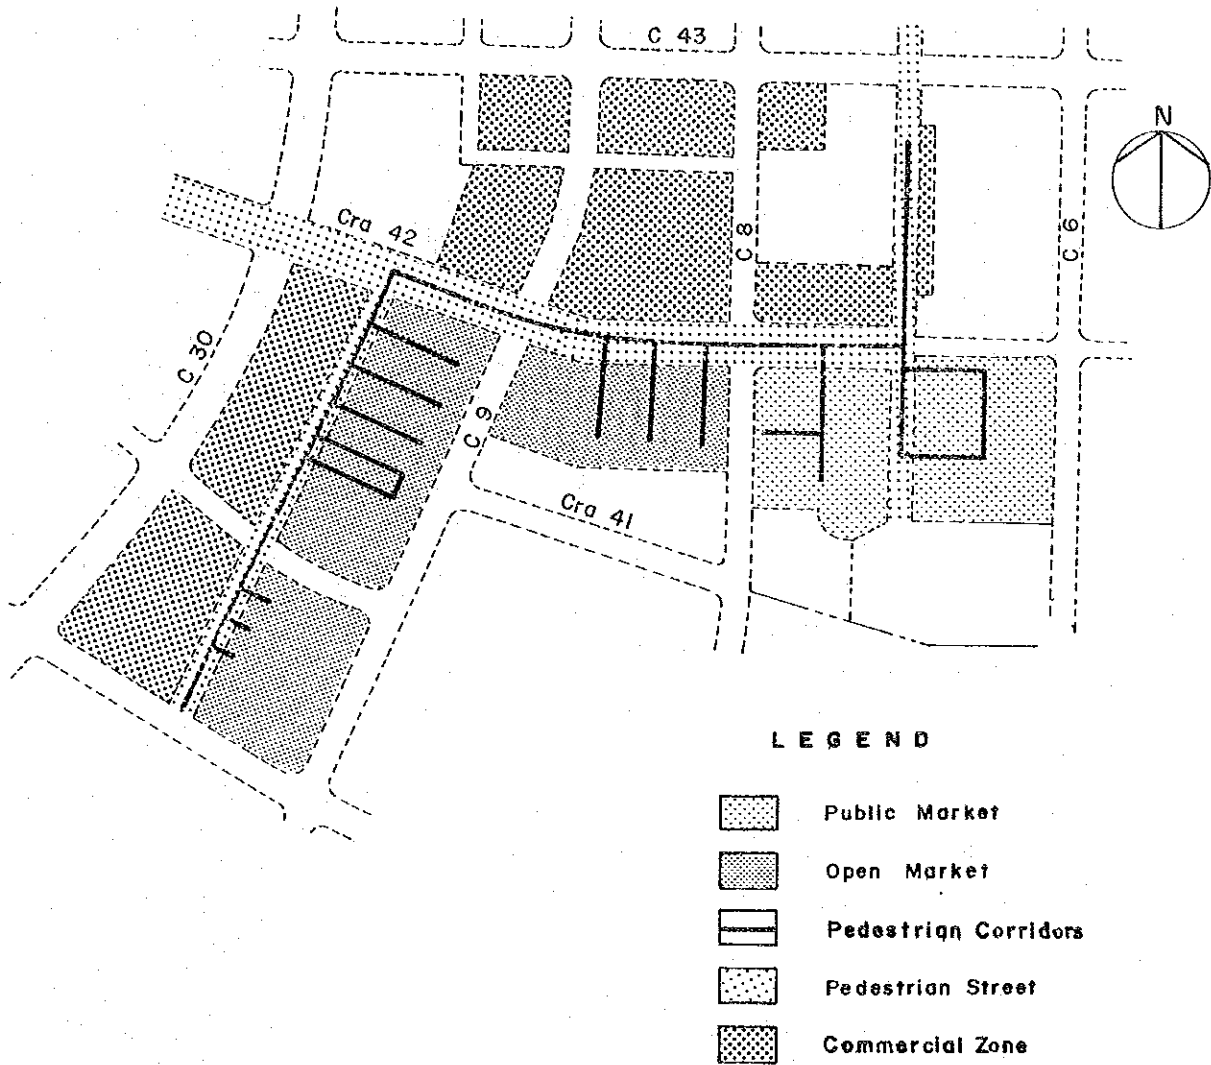 C 43
N
Cra 42
C 8
C 6
C 30
C 9
Cra 41
LEGEND
Public Market
Open Market
Pedestrian Corridors
Pedestrian Street
Commercial Zone